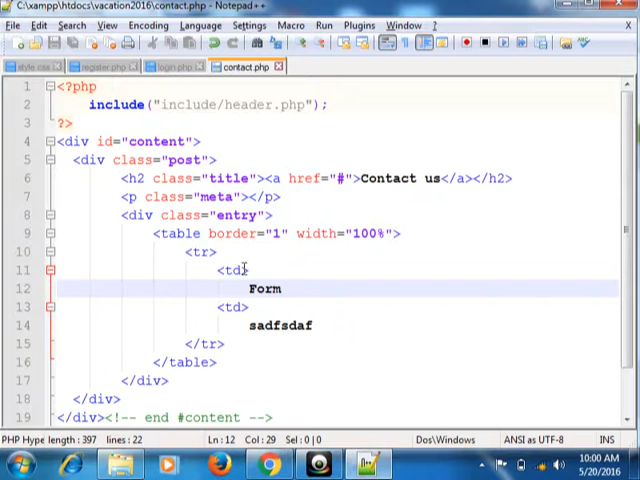 C:\xampp\htdocs\vacation2016\contact.php - Notepad++
File Edit Search View Encoding Language Settings Macro Run Plugins Window ? X
style.css register.php login.php contact.php
1 <?php
2 include("include/header.php");
3 ?>
4 <div id="content">
5 <div class="post">
6 <h2 class="title"><a href="#">Contact us</a></h2>
7 <p class="meta"></p>
8 <div class="entry">
9 <table border="1" width="100%">
10 <tr>
11 <td>
12 Form
13 <td>
14 sadfsdaf
15 </tr>
16 </table>
17 </div>
18 </div>
19 </div><!-- end #content -->
PHP Hype length : 397 lines : 22 Ln : 12 Col : 29 Sel : 0 | 0 Dos\Windows ANSI as UTF-8 INS
10:00 AM
5/20/2016